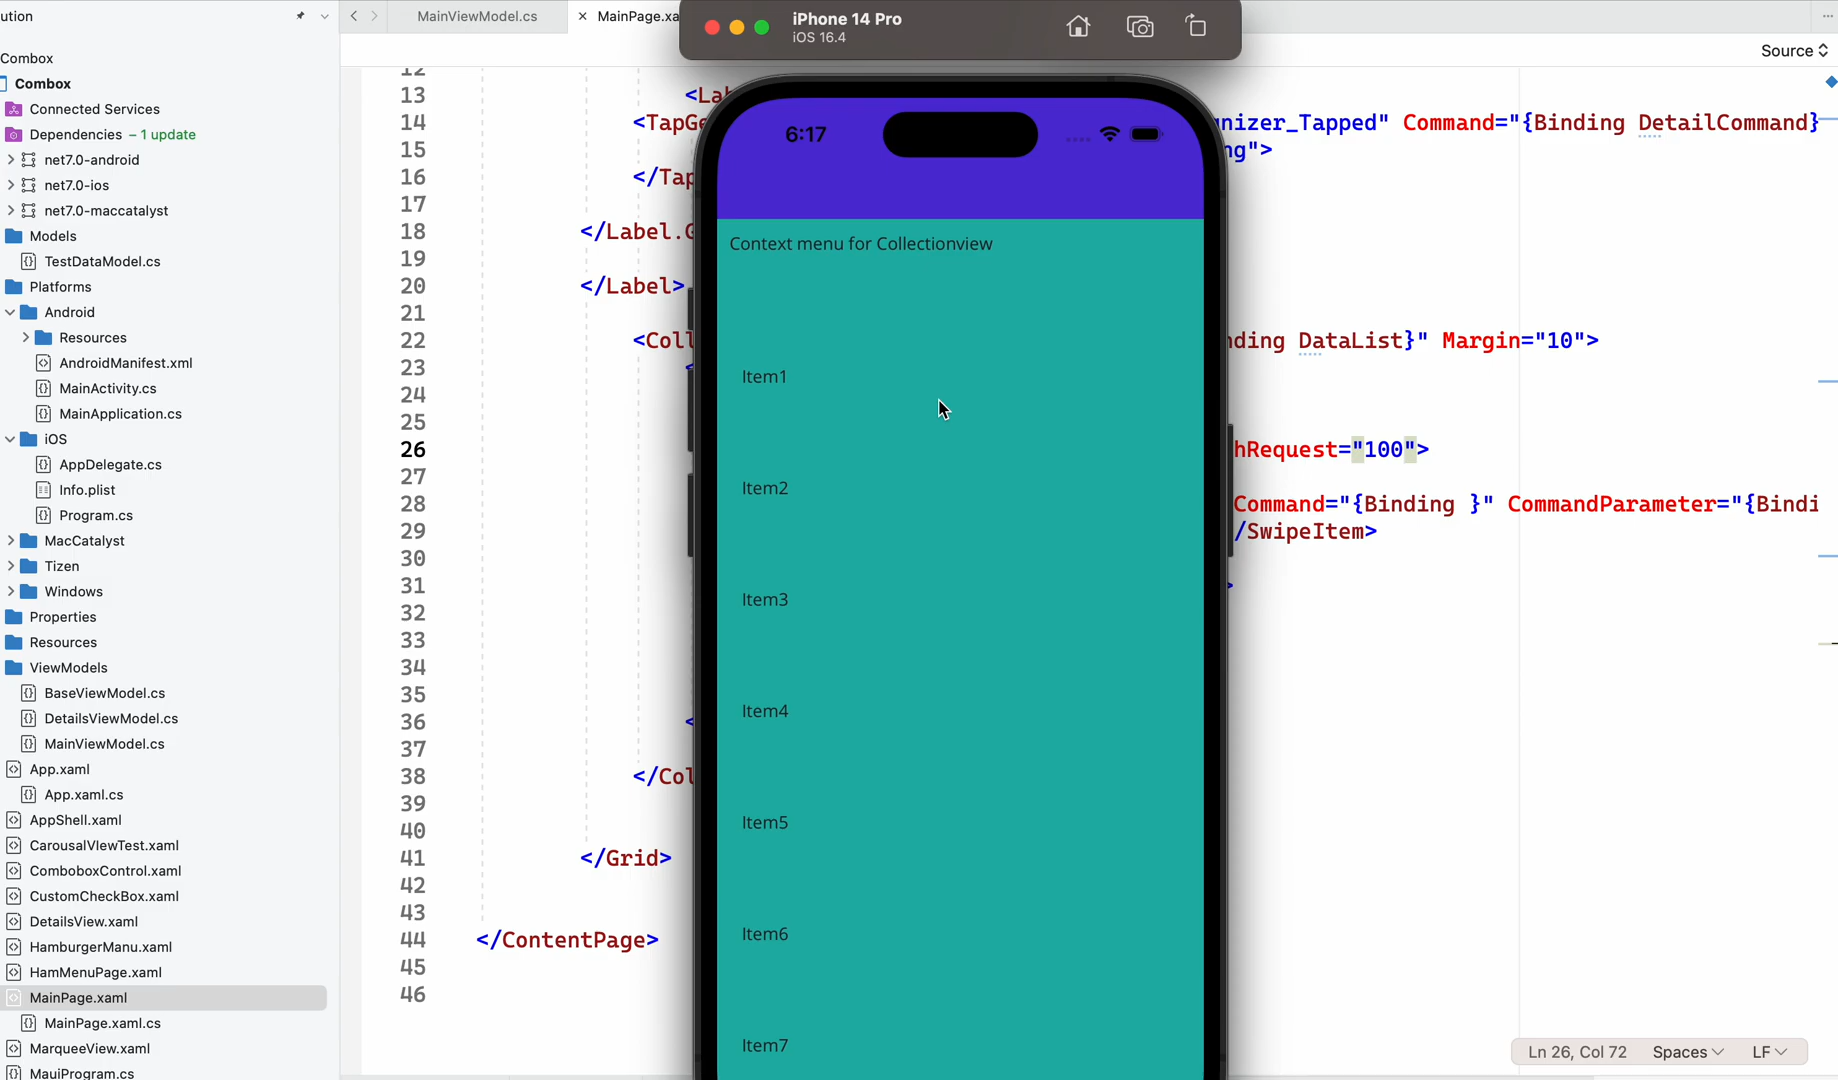 ution
Combox
Combox
Connected Services
Dependencies – 1 update
net7.0-android
net7.0-ios
net7.0-maccatalyst
Models
TestDataModel.cs
Platforms
Android
Resources
AndroidManifest.xml
MainActivity.cs
MainApplication.cs
iOS
AppDelegate.cs
Info.plist
Program.cs
MacCatalyst
Tizen
Windows
Properties
Resources
ViewModels
BaseViewModel.cs
DetailsViewModel.cs
MainViewModel.cs
App.xaml
App.xaml.cs
AppShell.xaml
CarousalVIewTest.xaml
ComboboxControl.xaml
CustomCheckBox.xaml
DetailsView.xaml
HamburgerManu.xaml
HamMenuPage.xaml
MainPage.xaml
MainPage.xaml.cs
MarqueeView.xaml
MauiProgram.cs
MainViewModel.cs
MainPage.xa
Source
12
13 <Lab
14 <TapGe nizer_Tapped" Command="{Binding DetailCommand}
15 ng">
16 </Tap
17
18 </Label.G
19
20 </Label>
21
22 <Coll nding DataList}" Margin="10">
23 <
24
25
26 hRequest="100">
27
28 Command="{Binding }" CommandParameter="{Bindi
29 /SwipeItem>
30
31 >
32
33
34
35
36 <
37
38 </Col
39
40
41 </Grid>
42
43
44 </ContentPage>
45
46
iPhone 14 Pro
iOS 16.4
6:17
Context menu for Collectionview
Item1
Item2
Item3
Item4
Item5
Item6
Item7
Ln 26, Col 72 Spaces LF